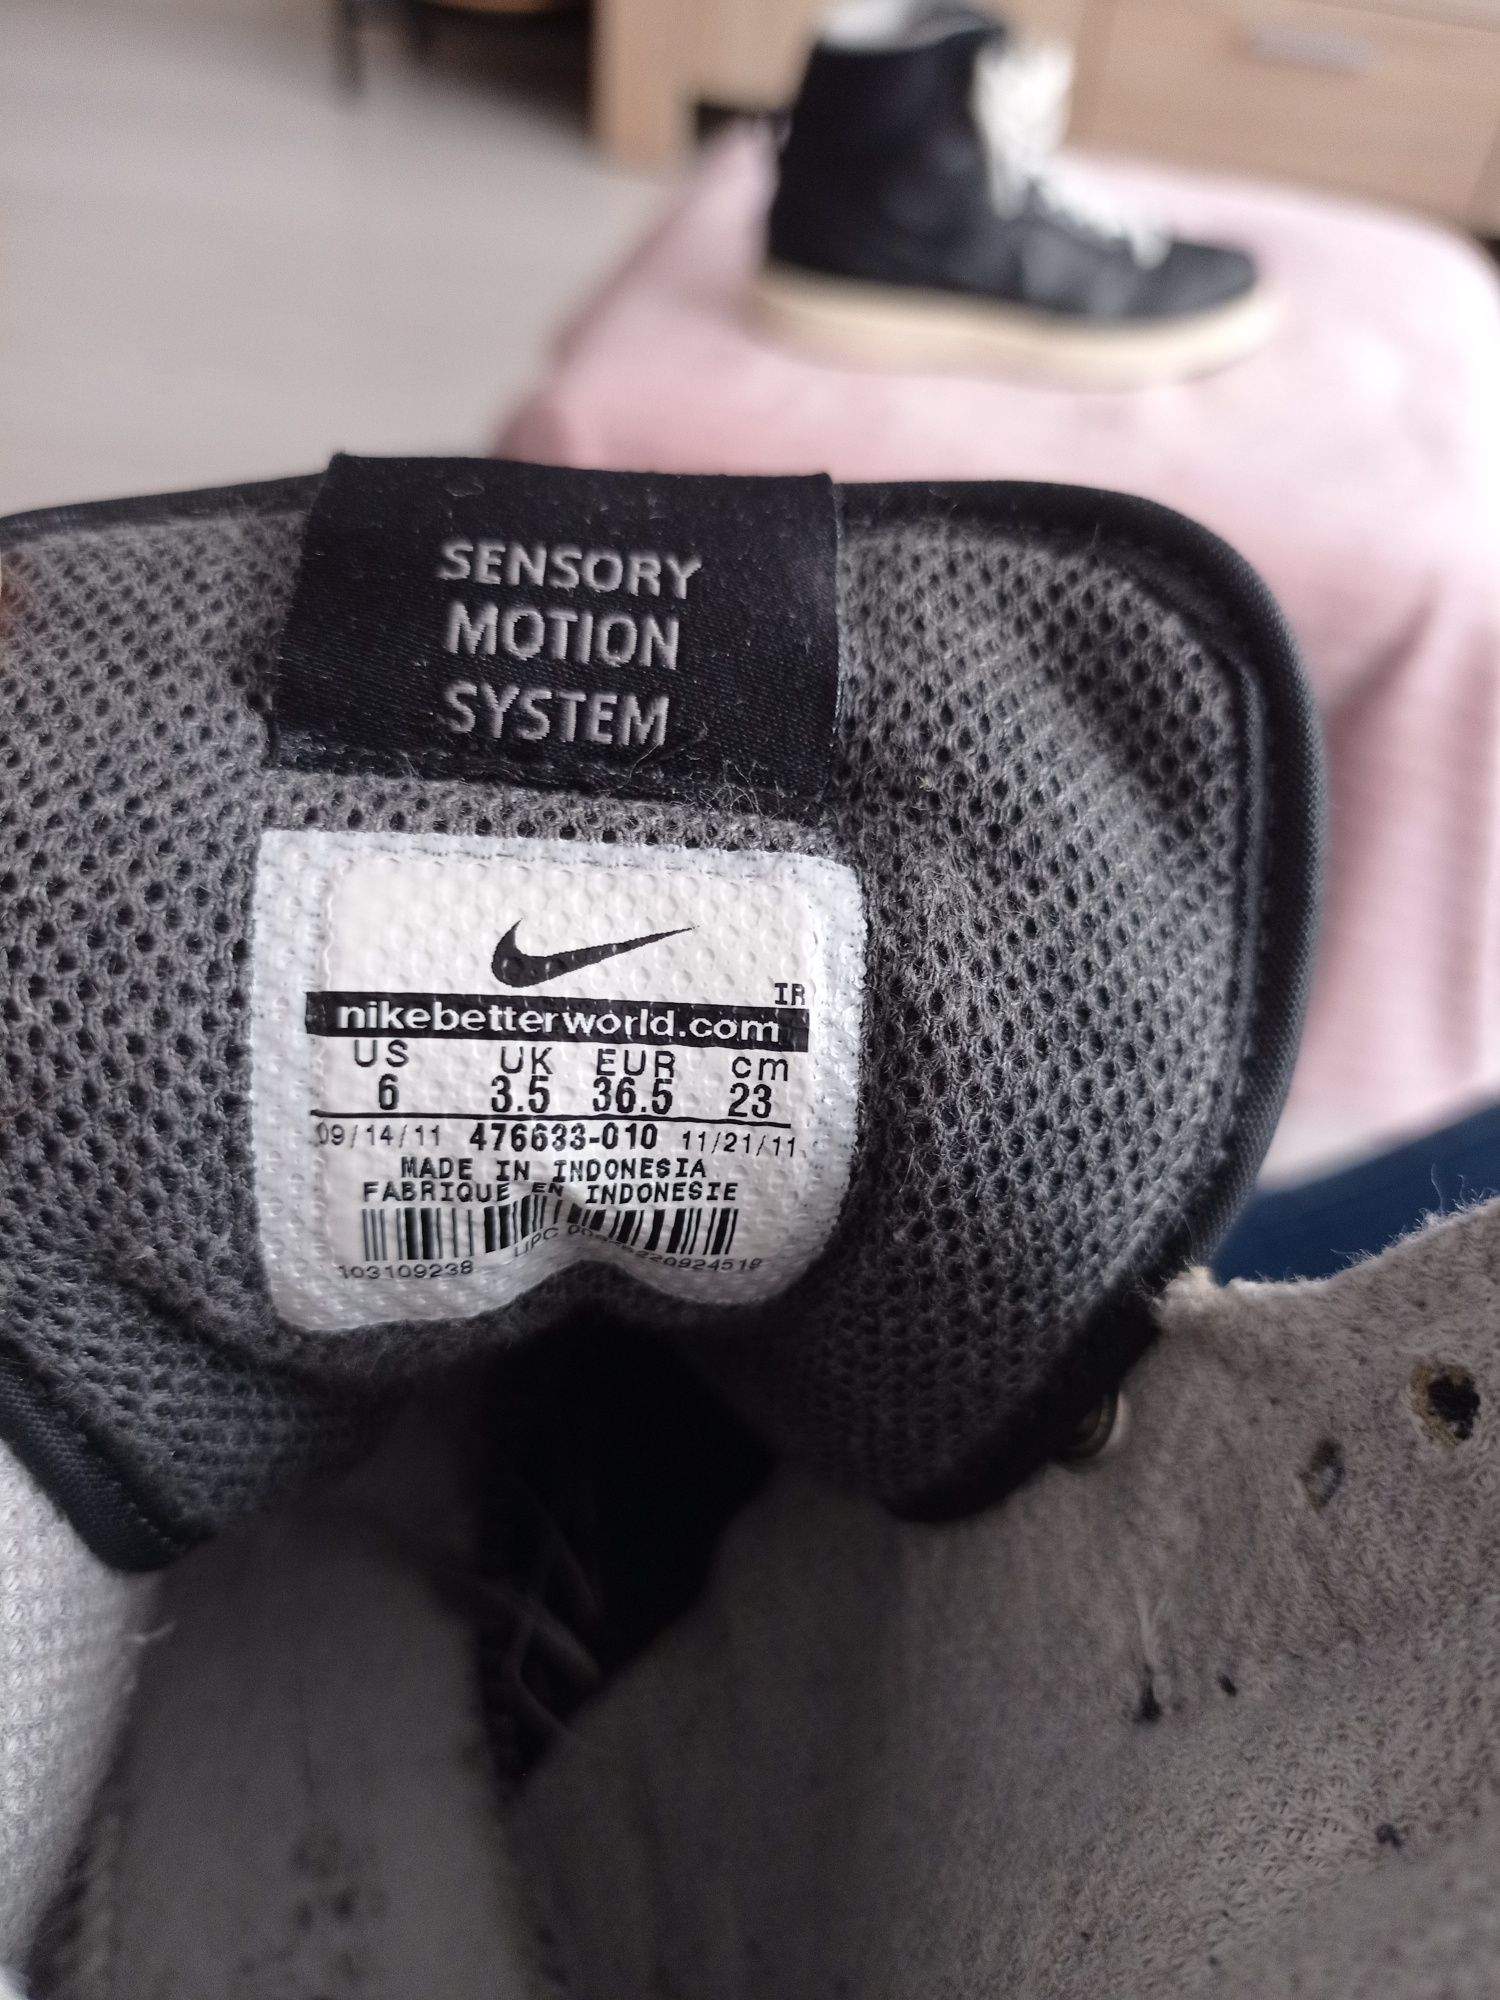 SENSORY
MOTION
SYSTEM
IR
nikebetterworld.com
US UK EUR cm
6 3.5 36.5 23
09/14/11 476633-010 11/21/11
MADE IN INDONESIA
FABRIQUE EN INDONESIE
UPC
103109238